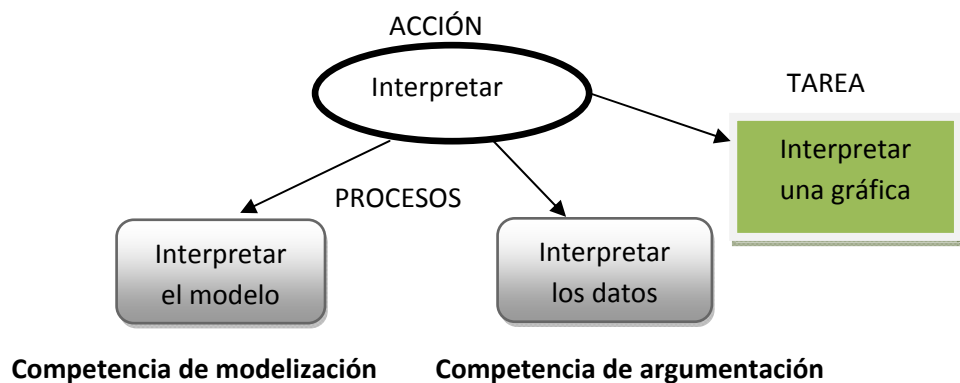 ACCIÓN
Interpretar
TAREA
Interpretar
una gráfica
PROCESOS
Interpretar
el modelo
Interpretar
los datos
Competencia de modelización
Competencia de argumentación